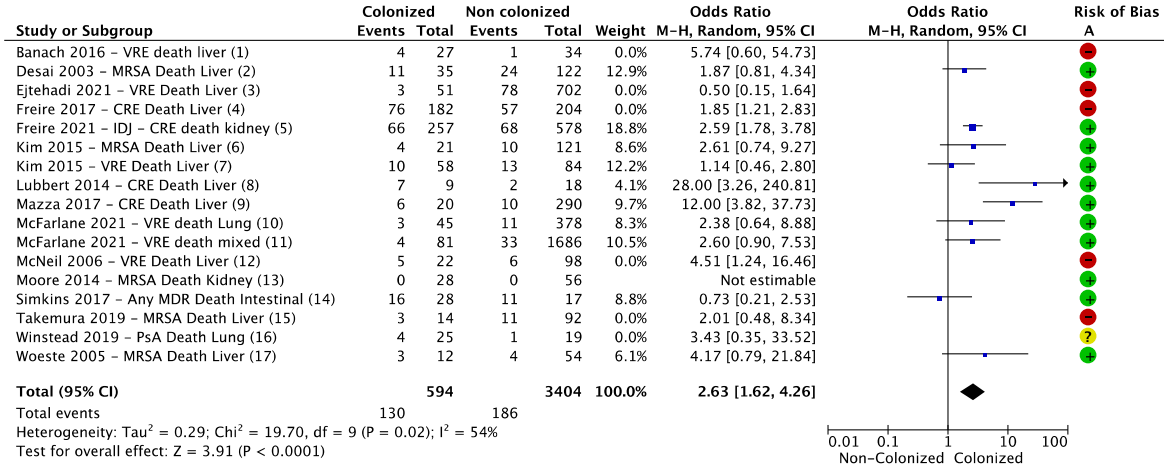 Colonized Non colonized Odds Ratio Odds Ratio Risk of Bias
Study or Subgroup Events Total Events Total Weight M–H, Random, 95% CI M–H, Random, 95% CI A
Banach 2016 – VRE death liver (1) 4 27 1 34 0.0% 5.74 [0.60, 54.73] –
Desai 2003 – MRSA Death Liver (2) 11 35 24 122 12.9% 1.87 [0.81, 4.34] +
Ejtehadi 2021 – VRE Death Liver (3) 3 51 78 702 0.0% 0.50 [0.15, 1.64] –
Freire 2017 – CRE Death Liver (4) 76 182 57 204 0.0% 1.85 [1.21, 2.83] –
Freire 2021 – IDJ – CRE death kidney (5) 66 257 68 578 18.8% 2.59 [1.78, 3.78] +
Kim 2015 – MRSA Death Liver (6) 4 21 10 121 8.6% 2.61 [0.74, 9.27] +
Kim 2015 – VRE Death Liver (7) 10 58 13 84 12.2% 1.14 [0.46, 2.80] +
Lubbert 2014 – CRE Death Liver (8) 7 9 2 18 4.1% 28.00 [3.26, 240.81] +
Mazza 2017 – CRE Death Liver (9) 6 20 10 290 9.7% 12.00 [3.82, 37.73] +
McFarlane 2021 – VRE death Lung (10) 3 45 11 378 8.3% 2.38 [0.64, 8.88] +
McFarlane 2021 – VRE death mixed (11) 4 81 33 1686 10.5% 2.60 [0.90, 7.53] +
McNeil 2006 – VRE Death Liver (12) 5 22 6 98 0.0% 4.51 [1.24, 16.46] –
Moore 2014 – MRSA Death Kidney (13) 0 28 0 56 Not estimable +
Simkins 2017 – Any MDR Death Intestinal (14) 16 28 11 17 8.8% 0.73 [0.21, 2.53] +
Takemura 2019 – MRSA Death Liver (15) 3 14 11 92 0.0% 2.01 [0.48, 8.34] –
Winstead 2019 – PsA Death Lung (16) 4 25 1 19 0.0% 3.43 [0.35, 33.52] ?
Woeste 2005 – MRSA Death Liver (17) 3 12 4 54 6.1% 4.17 [0.79, 21.84] +
Total (95% CI) 594 3404 100.0% 2.63 [1.62, 4.26]
Total events 130 186
Heterogeneity: Tau² = 0.29; Chi² = 19.70, df = 9 (P = 0.02); I² = 54%
Test for overall effect: Z = 3.91 (P < 0.0001)
0.01 0.1 1 10 100
Non–Colonized Colonized